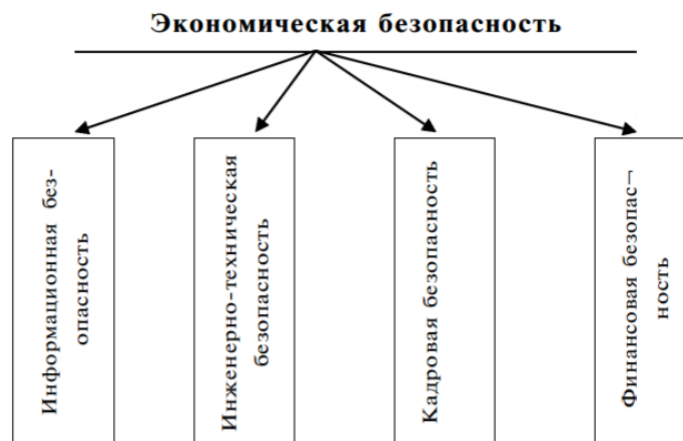 Экономическая безопасность
Информационная без-
опасность
Инженерно-техническая
безопасность
Кадровая безопасность
Финансовая безопас¬
ность